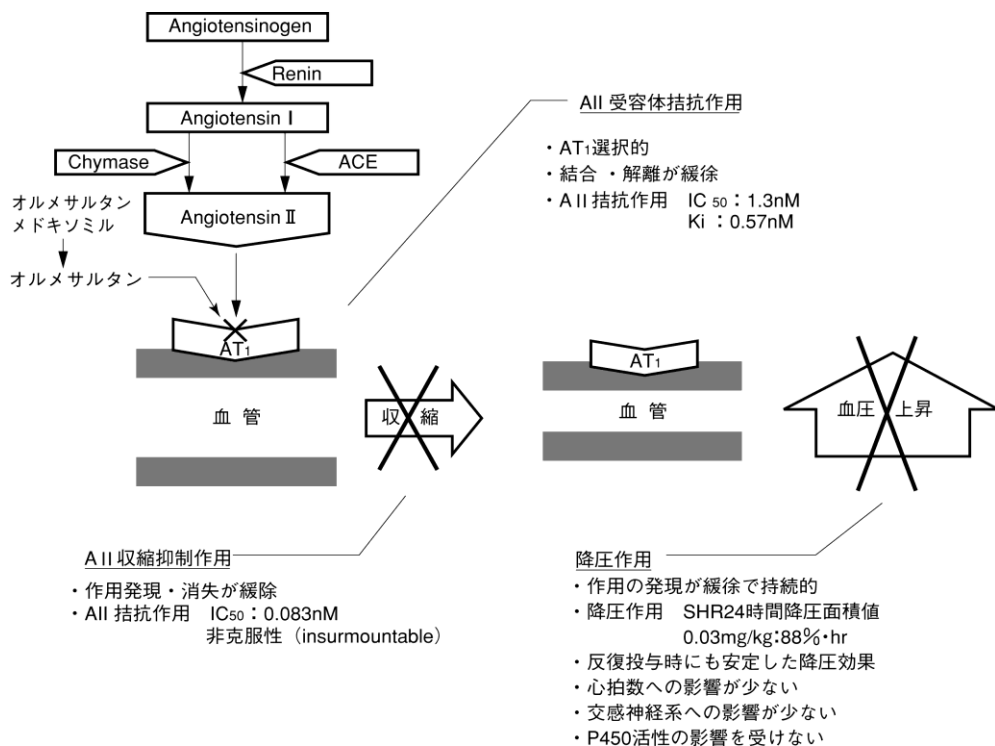 Angiotensinogen
Renin
Angiotensin Ⅰ
Chymase
ACE
Angiotensin Ⅱ
オルメサルタン
メドキソミル
オルメサルタン
AT₁
血 管
収 縮
AII 受容体拮抗作用
・AT₁選択的
・結合 ・解離が緩徐
・AⅡ拮抗作用 IC 50：1.3nM
Ki ：0.57nM
AT₁
血 管
血圧 上昇
AⅡ収縮抑制作用
・作用発現・消失が緩除
・AII 拮抗作用 IC50：0.083nM
非克服性（insurmountable）
降圧作用
・作用の発現が緩徐で持続的
・降圧作用 SHR24時間降圧面積値
0.03mg/kg:88%・hr
・反復投与時にも安定した降圧効果
・心拍数への影響が少ない
・交感神経系への影響が少ない
・P450活性の影響を受けない